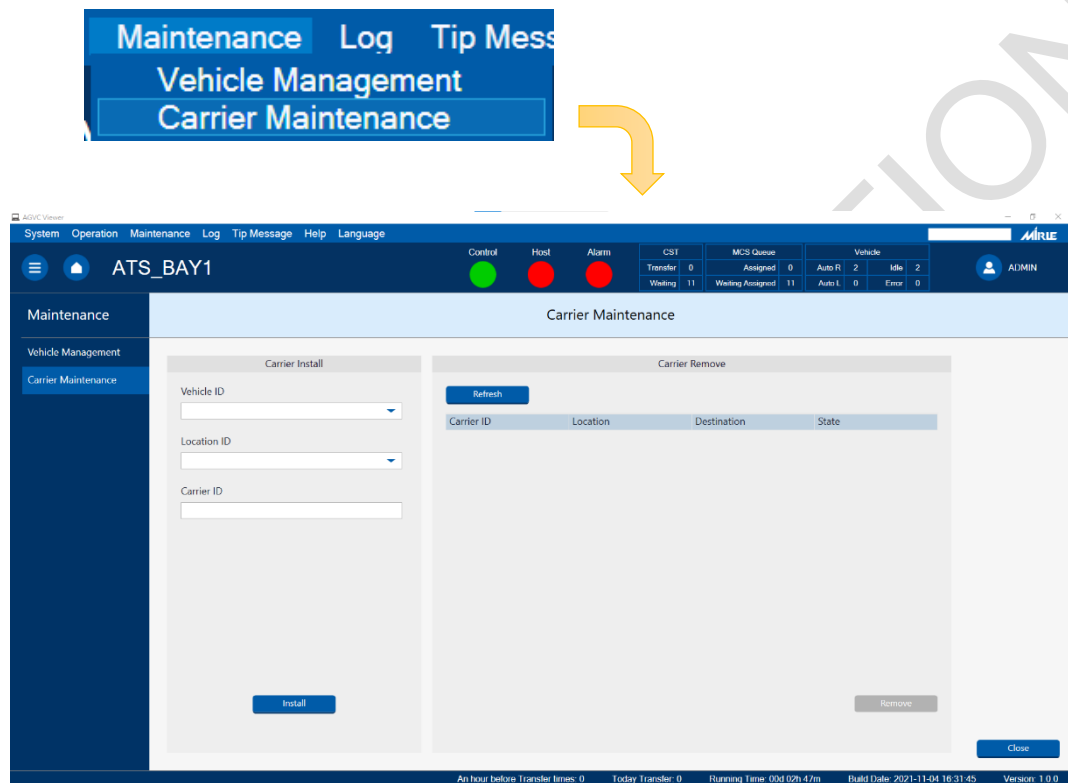 Maintenance Log Tip Mess
Vehicle Management
Carrier Maintenance
AGVC Viewer
System Operation Maintenance Log Tip Message Help Language
MIRLE
ATS_BAY1
Control Host Alarm
CST MCS Queue Vehicle
Transfer 0 Assigned 0 Auto R 2 Idle 2
Waiting 11 Waiting Assigned 11 Auto L 0 Error 0
ADMIN
Maintenance
Carrier Maintenance
Vehicle Management
Carrier Maintenance
Carrier Install
Vehicle ID
Location ID
Carrier ID
Install
Carrier Remove
Refresh
Carrier ID Location Destination State
Remove
Close
An hour before Transfer times: 0 Today Transfer: 0 Running Time: 00d 02h 47m Build Date: 2021-11-04 16:31:45 Version: 1.0.0